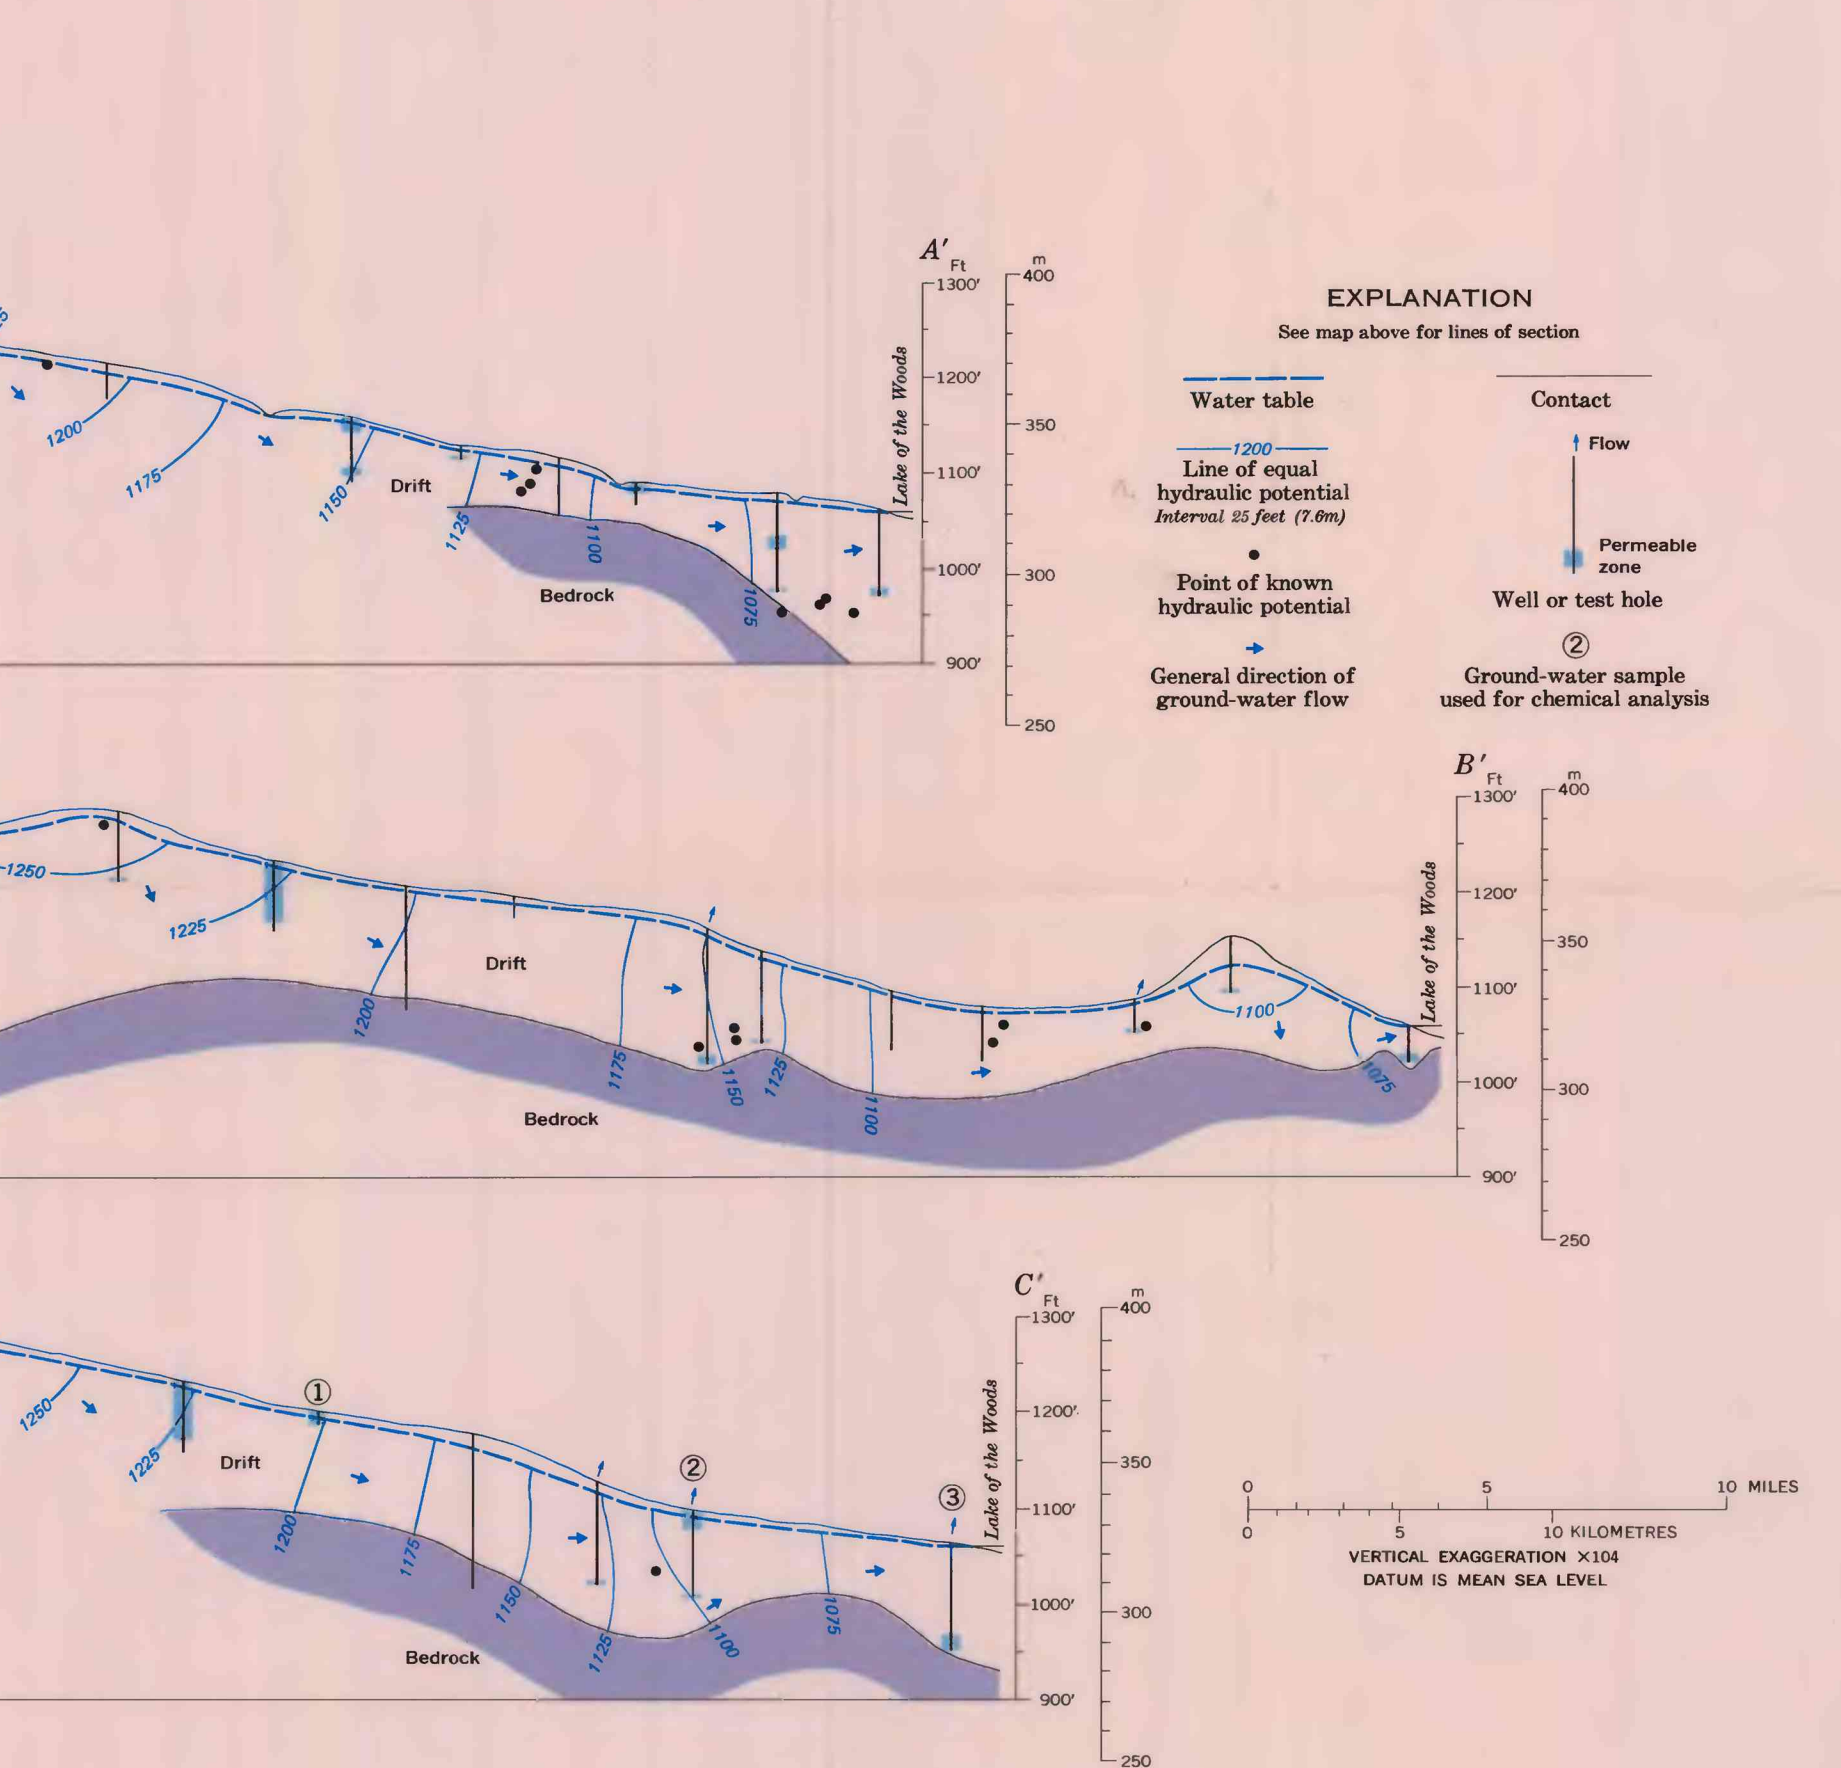 A′
Ft
m
1300′
400
1200′
350
1100′
1000′
300
900′
250
Lake of the Woods
1200
1175
1150
Drift
1125
1100
Bedrock
1075
EXPLANATION
See map above for lines of section
Water table
Contact
1200
Line of equal
hydraulic potential
Interval 25 feet (7.6m)
Flow
Permeable
zone
Point of known
hydraulic potential
Well or test hole
2
General direction of
ground-water flow
Ground-water sample
used for chemical analysis
B′
Ft
m
1300′
400
1200′
350
1100′
1000′
300
900′
250
Lake of the Woods
1250
1225
1200
Drift
1175
1150
1125
1100
Bedrock
1100
1075
C′
Ft
m
1300′
400
1200′
350
1100′
1000′
300
900′
250
Lake of the Woods
1
2
3
1250
1225
Drift
1200
1175
1150
1125
1100
1075
Bedrock
0 5 10 MILES
0 5 10 KILOMETRES
VERTICAL EXAGGERATION X104
DATUM IS MEAN SEA LEVEL